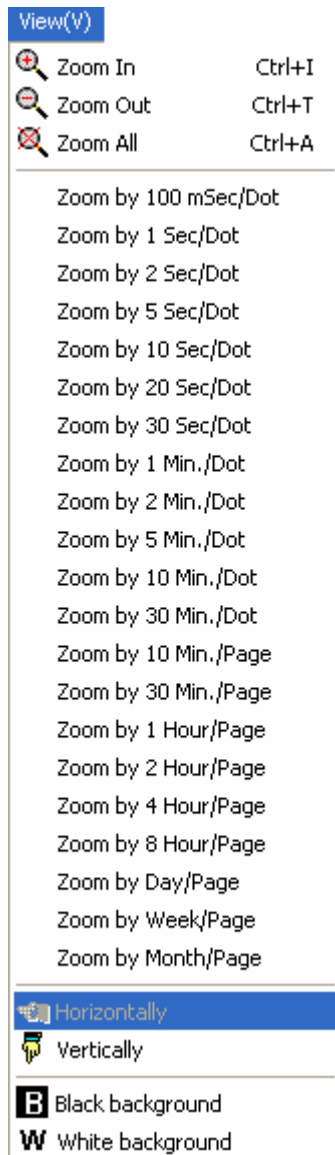 View(V)
Zoom In Ctrl+I
Zoom Out Ctrl+T
Zoom All Ctrl+A
Zoom by 100 mSec/Dot
Zoom by 1 Sec/Dot
Zoom by 2 Sec/Dot
Zoom by 5 Sec/Dot
Zoom by 10 Sec/Dot
Zoom by 20 Sec/Dot
Zoom by 30 Sec/Dot
Zoom by 1 Min./Dot
Zoom by 2 Min./Dot
Zoom by 5 Min./Dot
Zoom by 10 Min./Dot
Zoom by 30 Min./Dot
Zoom by 10 Min./Page
Zoom by 30 Min./Page
Zoom by 1 Hour/Page
Zoom by 2 Hour/Page
Zoom by 4 Hour/Page
Zoom by 8 Hour/Page
Zoom by Day/Page
Zoom by Week/Page
Zoom by Month/Page
Horizontally
Vertically
B Black background
W White background